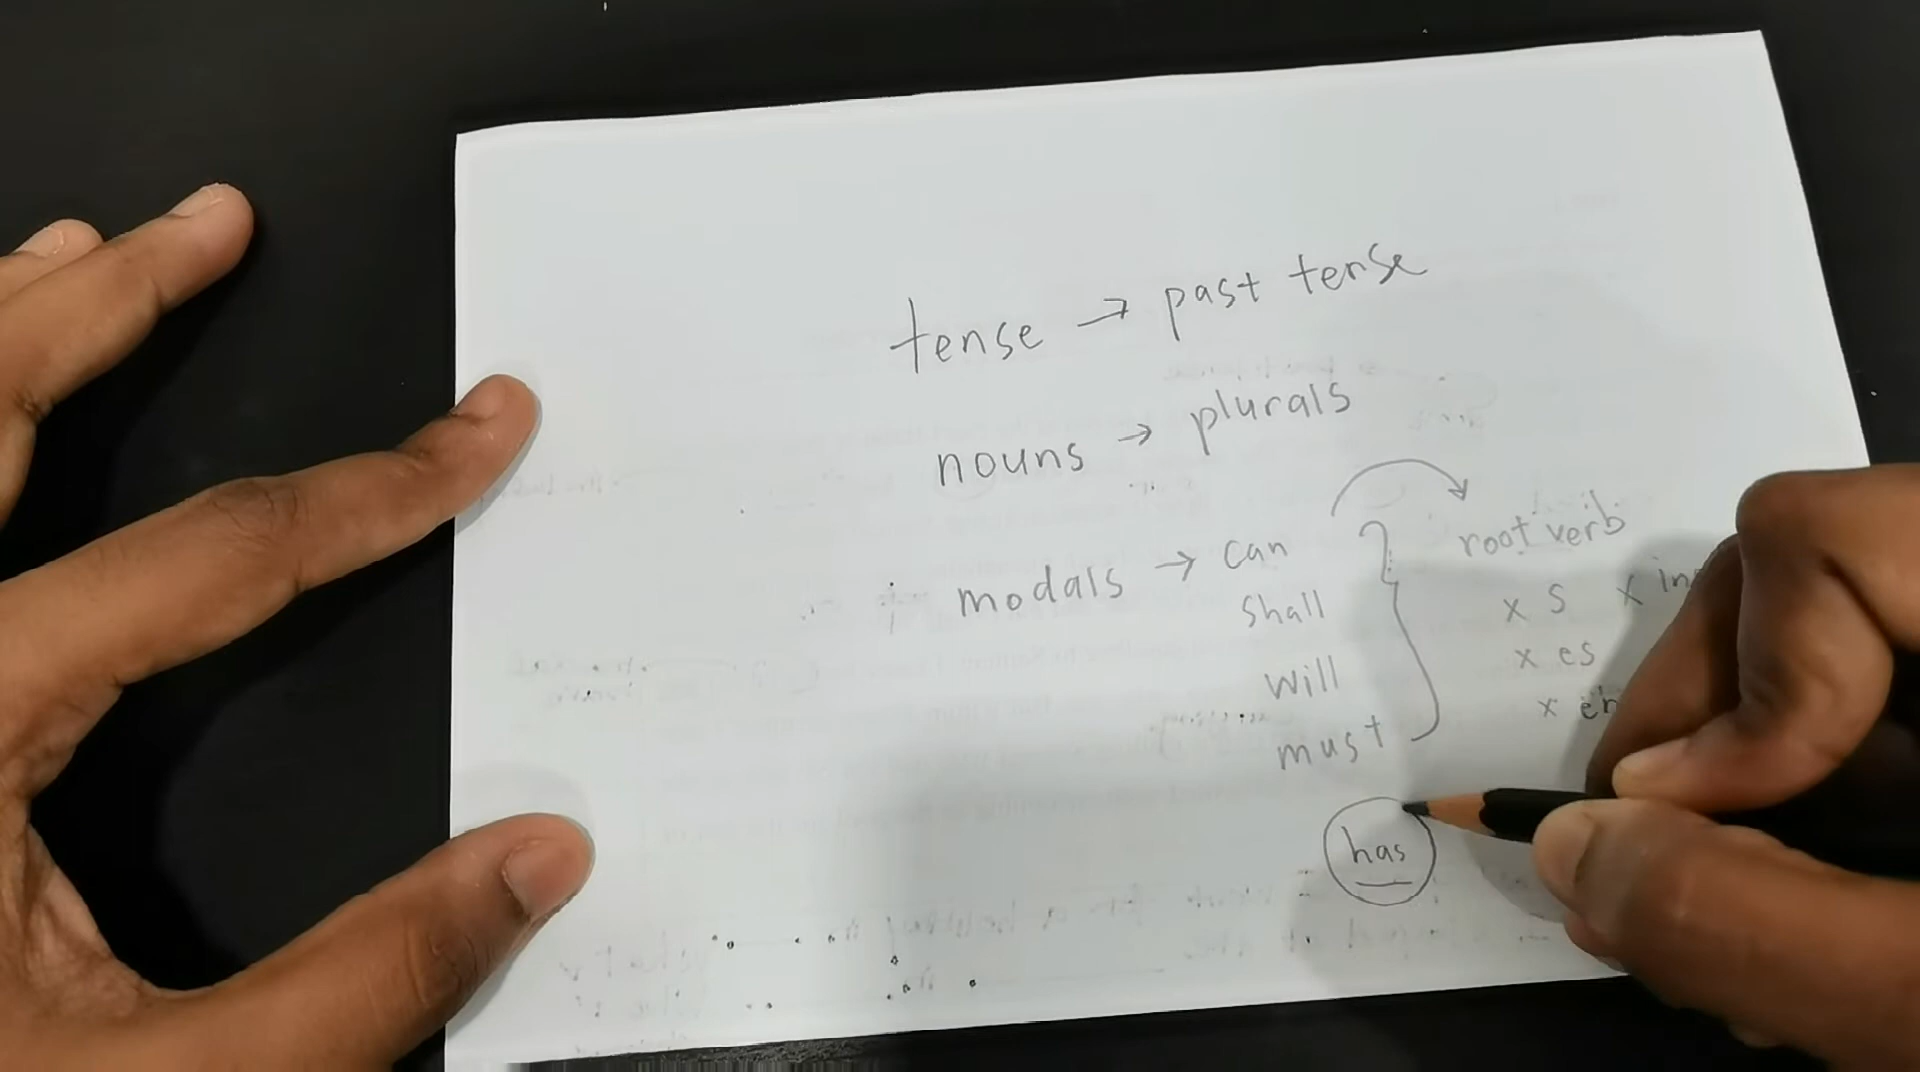 tense → past tense
nouns → plurals
modals → can
shall
will
must
root verb
x s x
x es
x
has